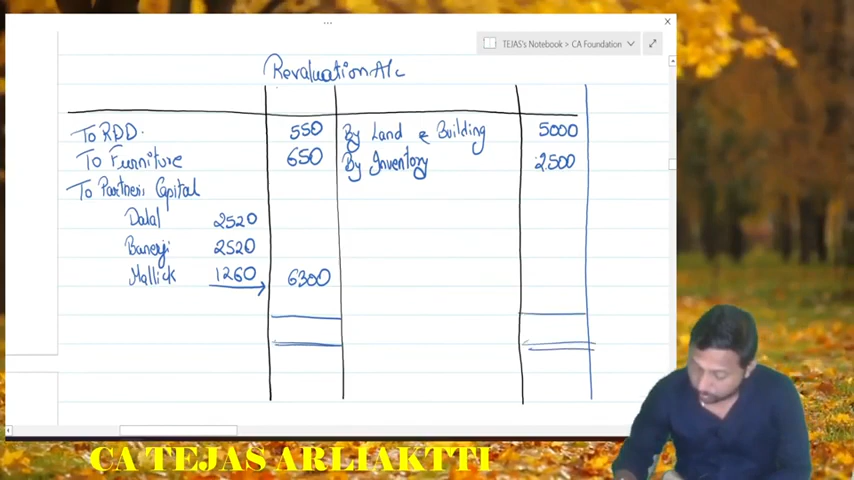 TEJAS's Notebook > CA Foundation
Revaluation A/c
To RDD. 550 By Land & Building 5000
To Furniture 650 By Inventory 2500
To Partners Capital
Dalal 2520
Banerji 2520
Mallick 1260 6300
CA TEJAS ARLIAKTTI